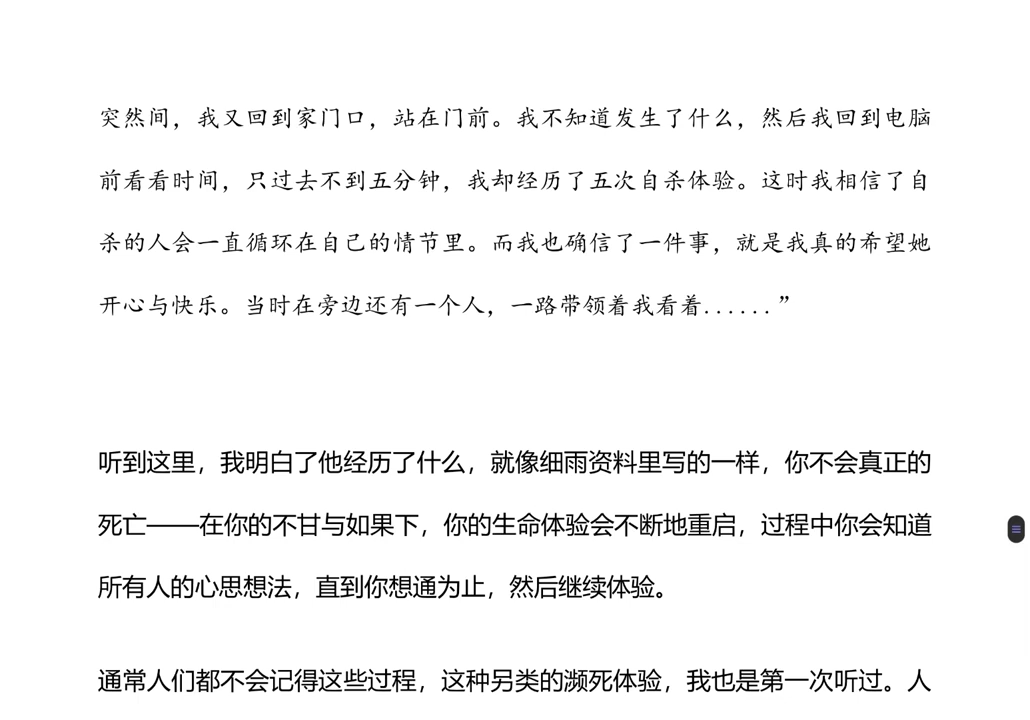 突然间，我又回到家门口，站在门前。我不知道发生了什么，然后我回到电脑
前看看时间，只过去不到五分钟，我却经历了五次自杀体验。这时我相信了自
杀的人会一直循环在自己的情节里。而我也确信了一件事，就是我真的希望她
开心与快乐。当时在旁边还有一个人，一路带领着我看着......”
听到这里，我明白了他经历了什么，就像细雨资料里写的一样，你不会真正的
死亡——在你的不甘与如果下，你的生命体验会不断地重启，过程中你会知道
所有人的心思想法，直到你想通为止，然后继续体验。
通常人们都不会记得这些过程，这种另类的濒死体验，我也是第一次听过。人